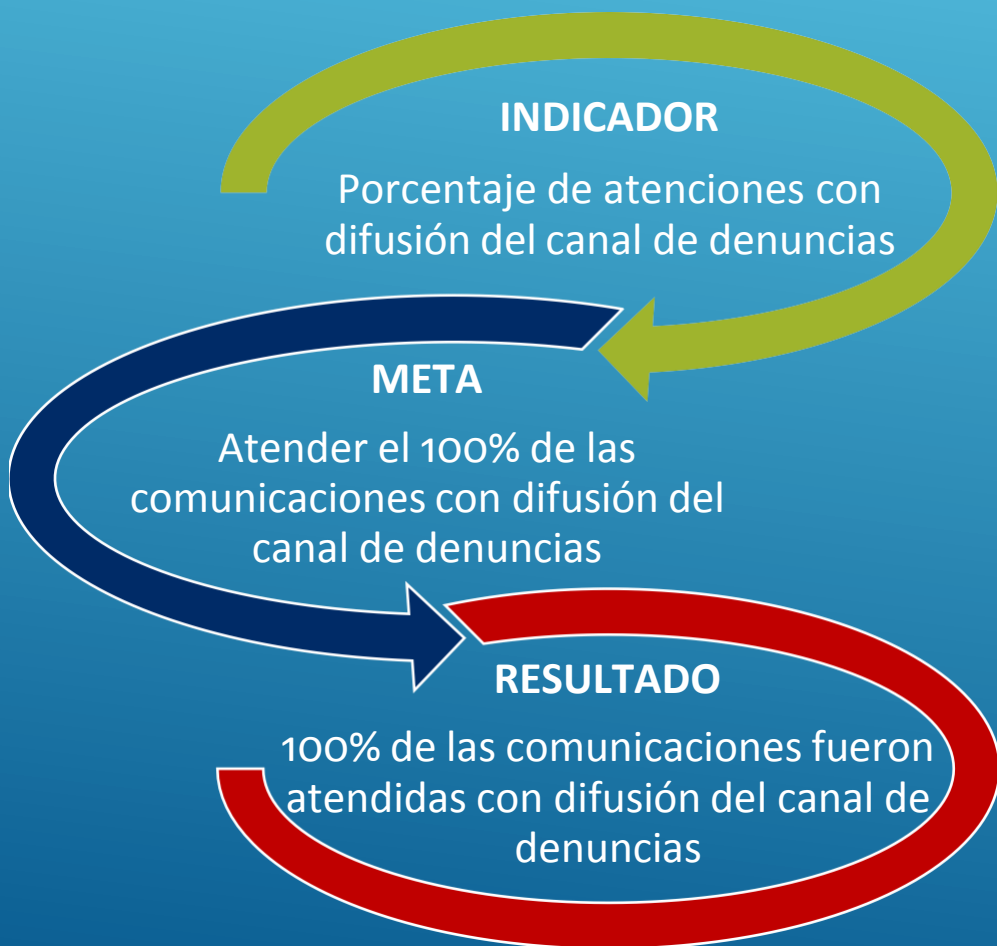 INDICADOR
Porcentaje de atenciones con
difusión del canal de denuncias
META
Atender el 100% de las
comunicaciones con difusión del
canal de denuncias
RESULTADO
100% de las comunicaciones fueron
atendidas con difusión del canal de
denuncias